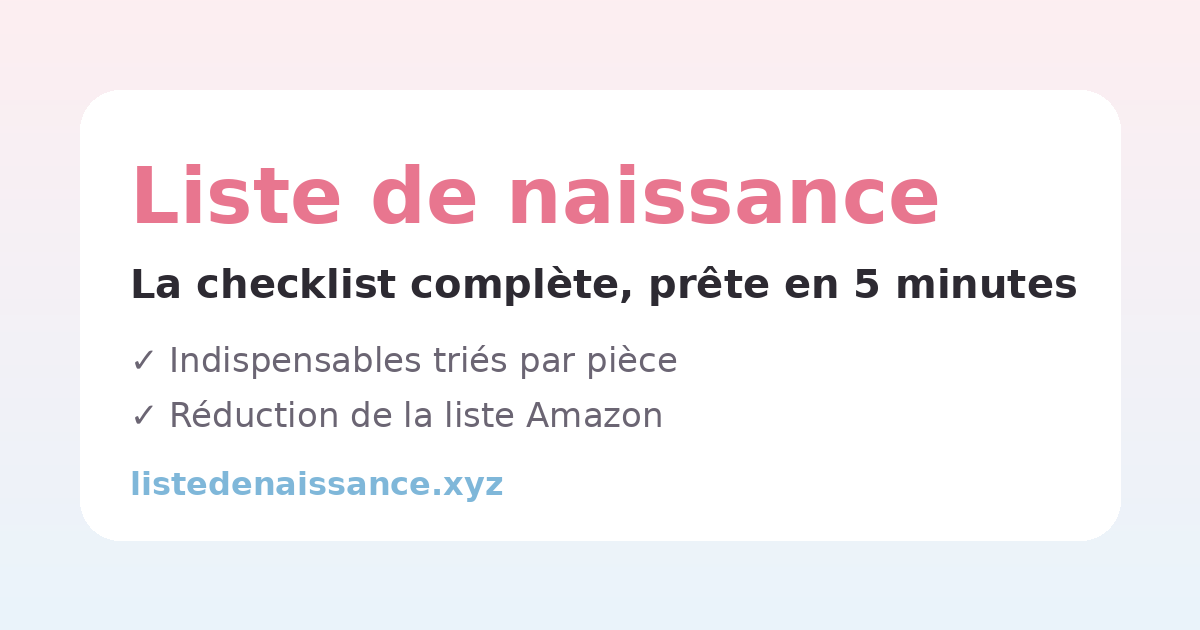 Liste de naissance
La checklist complète, prête en 5 minutes
✓ Indispensables triés par pièce
✓ Réduction de la liste Amazon
listedenaissance.xyz